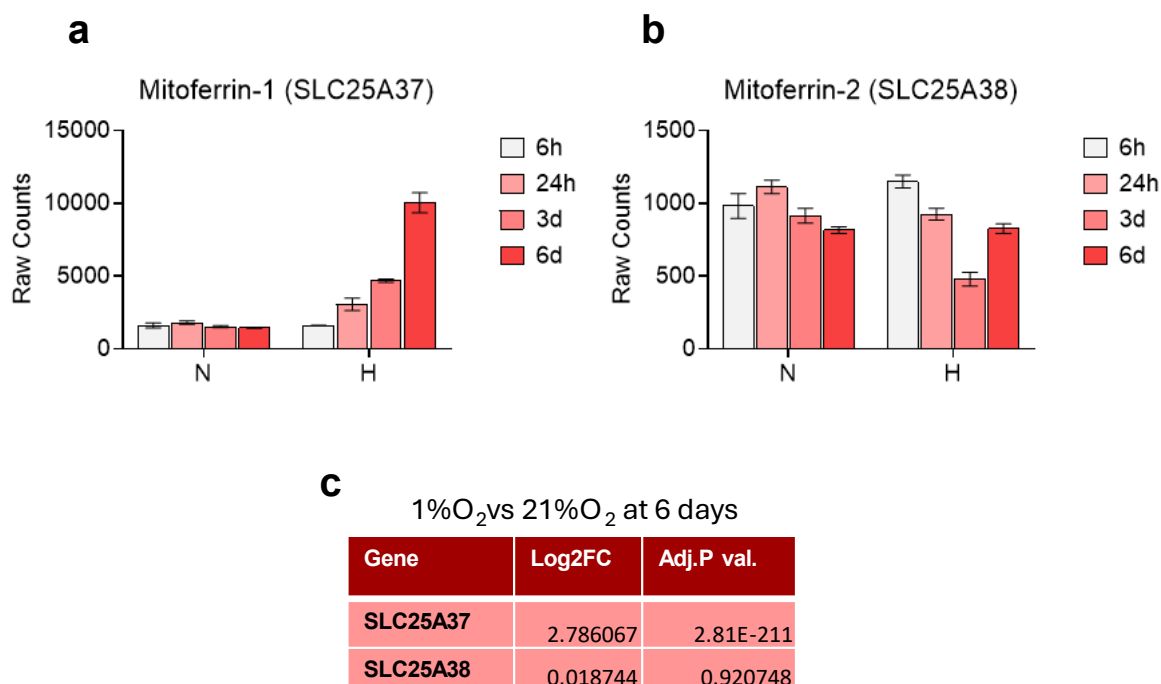 a
Mitoferrin-1 (SLC25A37)
15000
10000
5000
0
Raw Counts
N
H
6h
24h
3d
6d
b
Mitoferrin-2 (SLC25A38)
1500
1000
500
0
Raw Counts
N
H
6h
24h
3d
6d
c
1%O₂vs 21%O₂ at 6 days
Gene Log2FC Adj.P val.
SLC25A37 2.786067 2.81E-211
SLC25A38 0.018744 0.920748